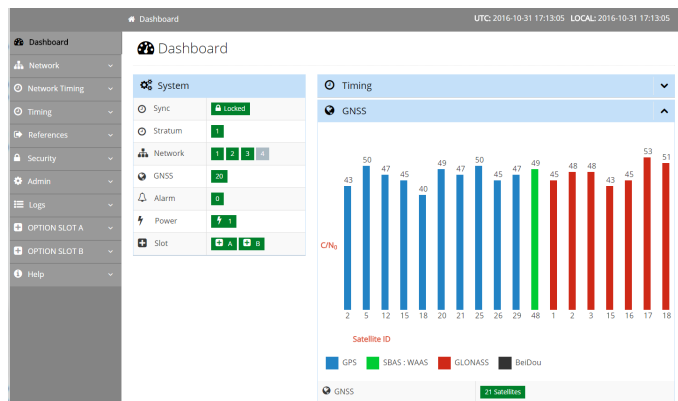 Dashboard
UTC: 2016-10-31 17:13:05 LOCAL: 2016-10-31 17:13:05
Dashboard
Network
Network Timing
Timing
References
Security
Admin
Logs
OPTION SLOT A
OPTION SLOT B
Help
Dashboard
System
Sync Locked
Stratum 1
Network 1 2 3 4
GNSS 20
Alarm 0
Power 1
Slot A B
Timing
GNSS
43 50 47 45 40 49 47 50 45 47 49 45 48 48 43 45 53 51
C/N0
2 5 12 15 18 20 21 25 26 29 48 1 2 3 15 16 17 18
Satellite ID
GPS SBAS : WAAS GLONASS BeiDou
GNSS 21 Satellites